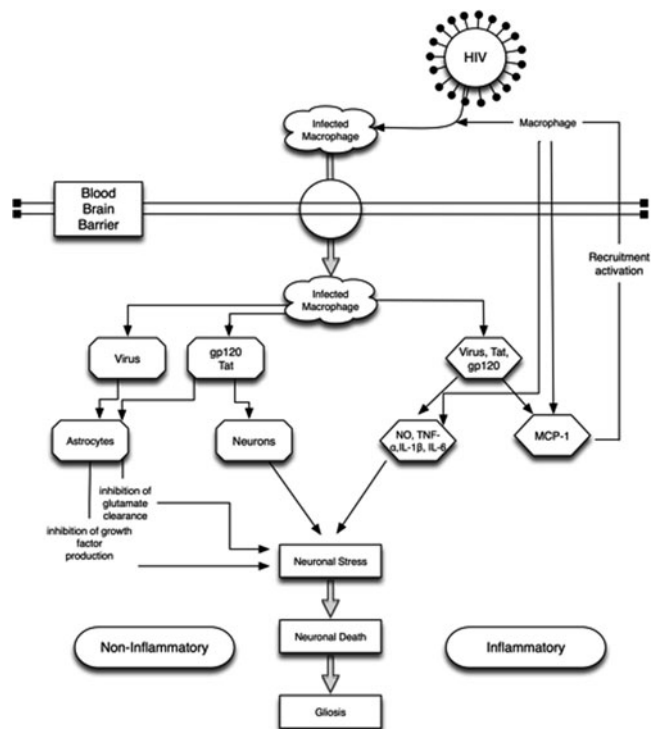 HIV
Infected
Macrophage
Macrophage
Blood
Brain
Barrier
Recruitment
activation
Infected
Macrophage
Virus
gp120
Tat
Virus, Tat,
gp120
Astrocytes
Neurons
NO, TNF-
α,IL-1β, IL-6
MCP-1
inhibition of
glutamate
clearance
inhibition of growth
factor
production
Neuronal Stress
Neuronal Death
Non-Inflammatory
Inflammatory
Gliosis